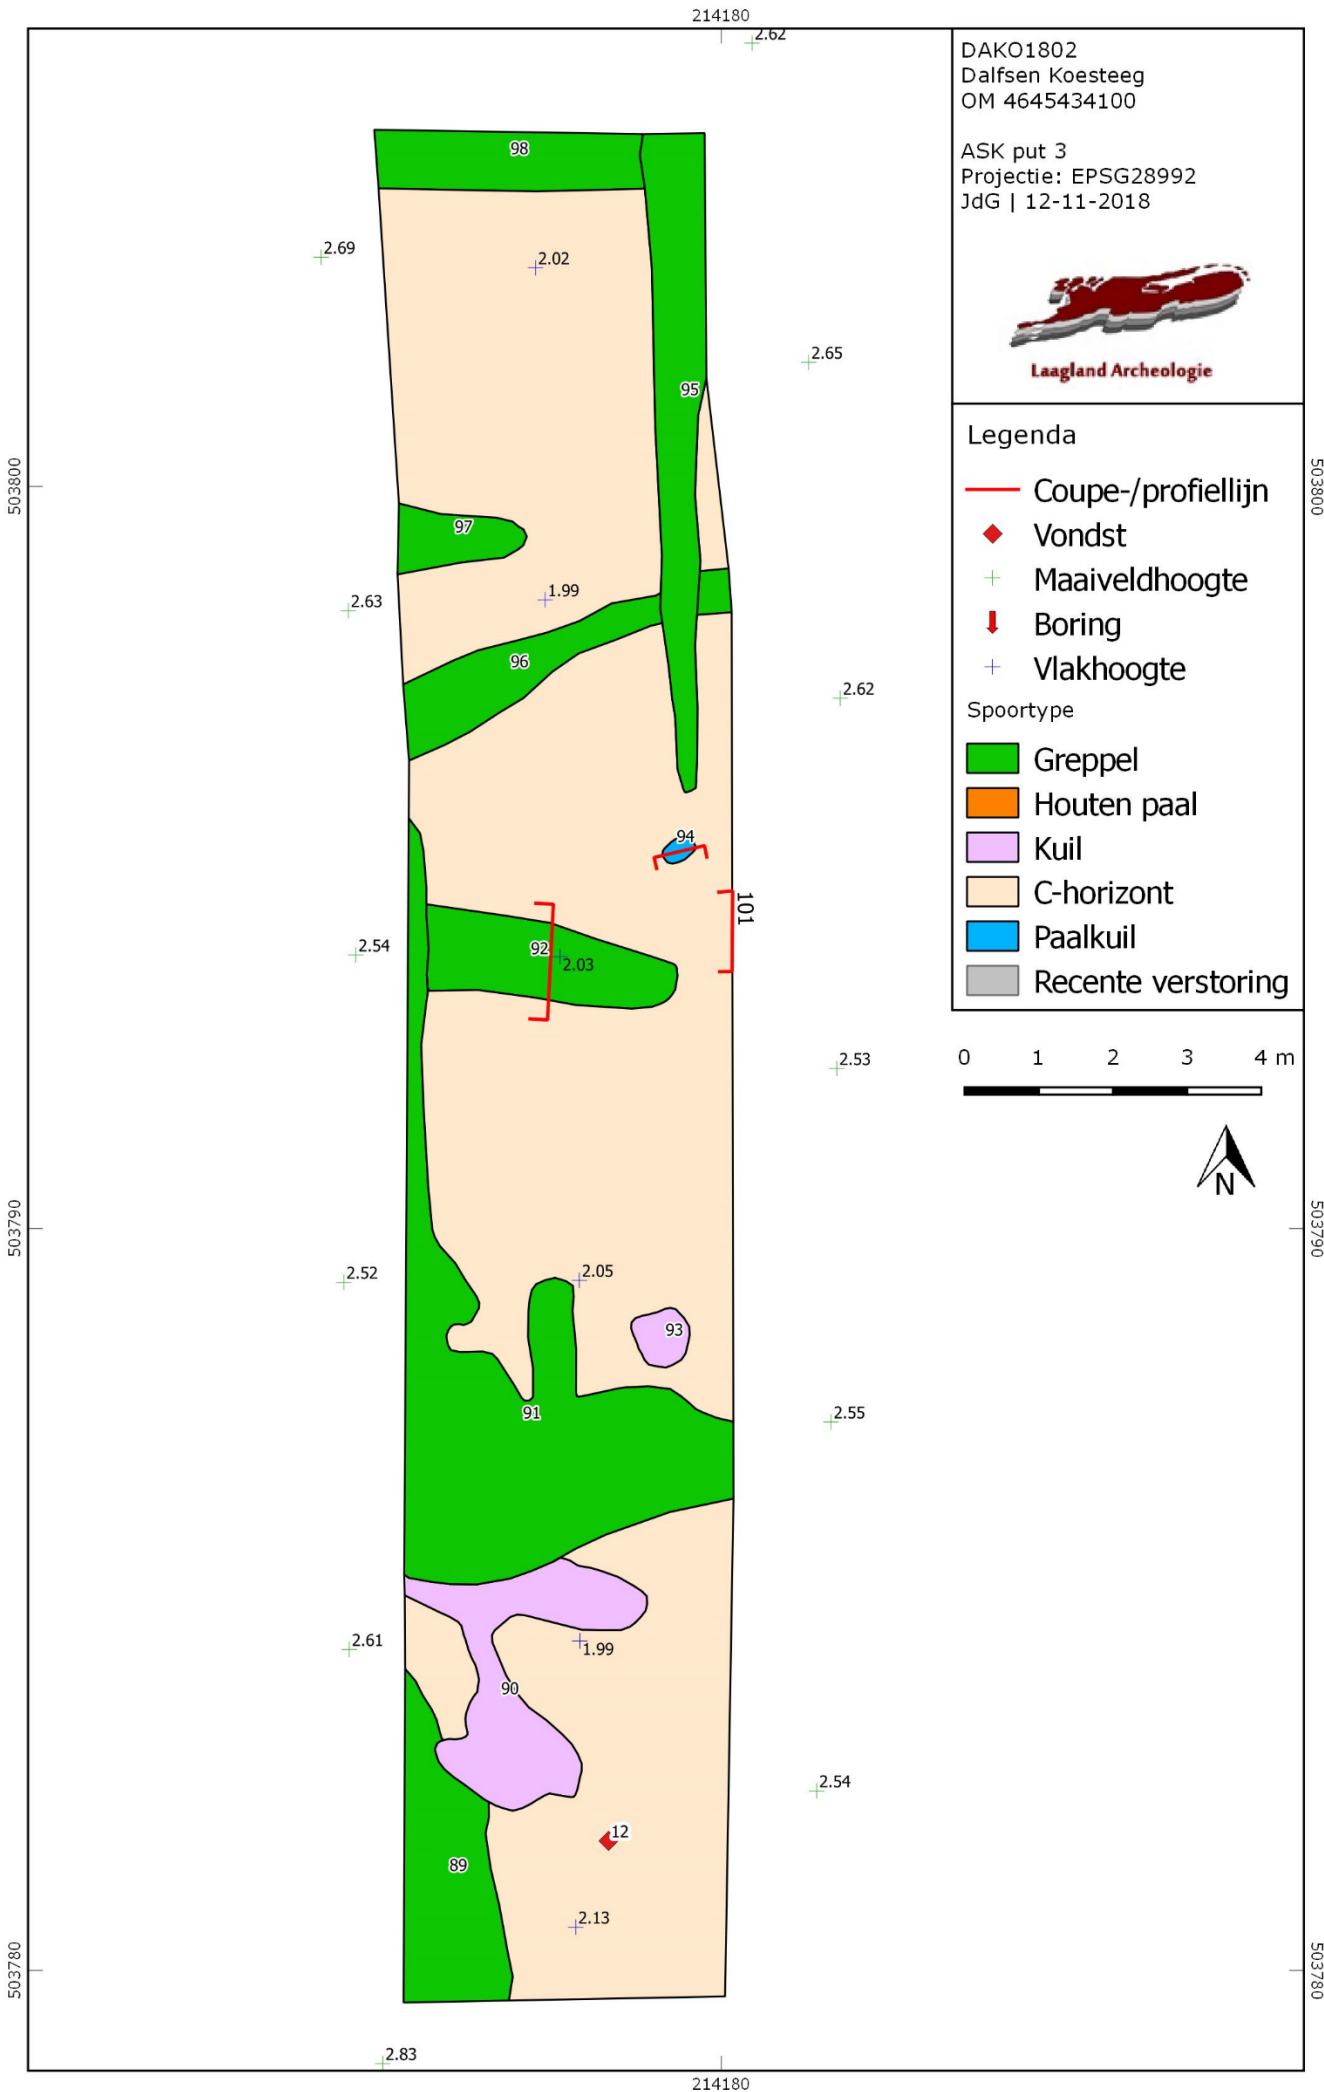 214180
2.62
DAKO1802
Dalfsen Koesteeg
OM 4645434100
ASK put 3
Projectie: EPSG28992
JdG | 12-11-2018
Laagland Archeologie
Legenda
Coupe-/profiellijn
Vondst
Maaiveldhoogte
Boring
Vlakhoogte
Spoortype
Greppel
Houten paal
Kuil
C-horizont
Paalkuil
Recente verstoring
0 1 2 3 4 m
N
98
2.69
2.02
2.65
95
503800
503800
97
2.63
1.99
96
2.62
94
101
92
2.54
2.03
2.53
503790
503790
2.52
2.05
93
91
2.55
2.61
1.99
90
2.54
12
89
2.13
503780
503780
2.83
214180